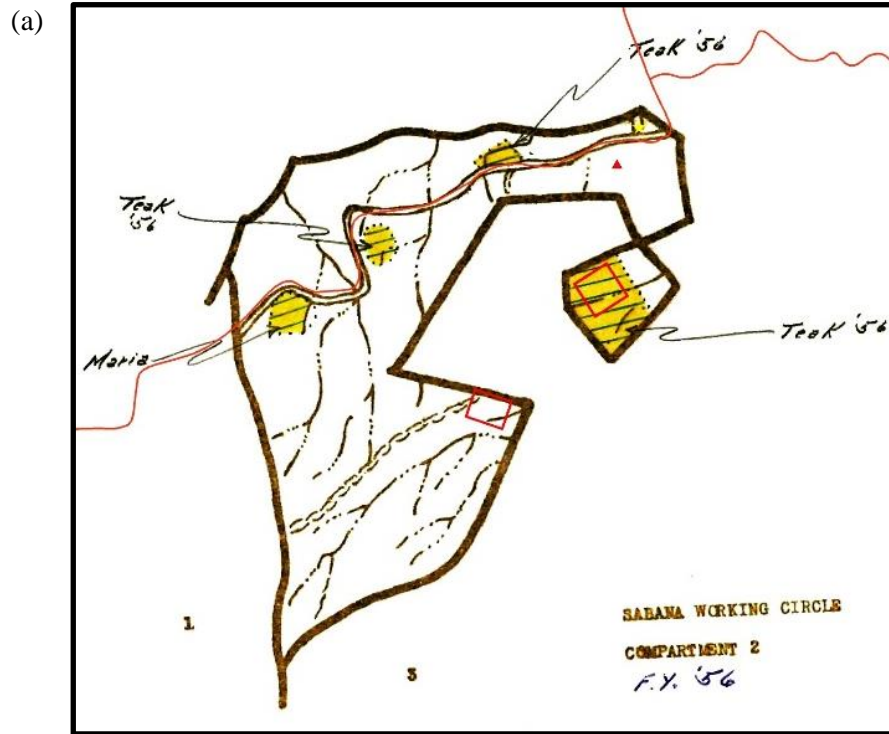 (a)
Teak '56
Teak
'56
Teak '56
Maria
SABANA WORKING CIRCLE
1
COMPARTMENT 2
3
F.Y. '56